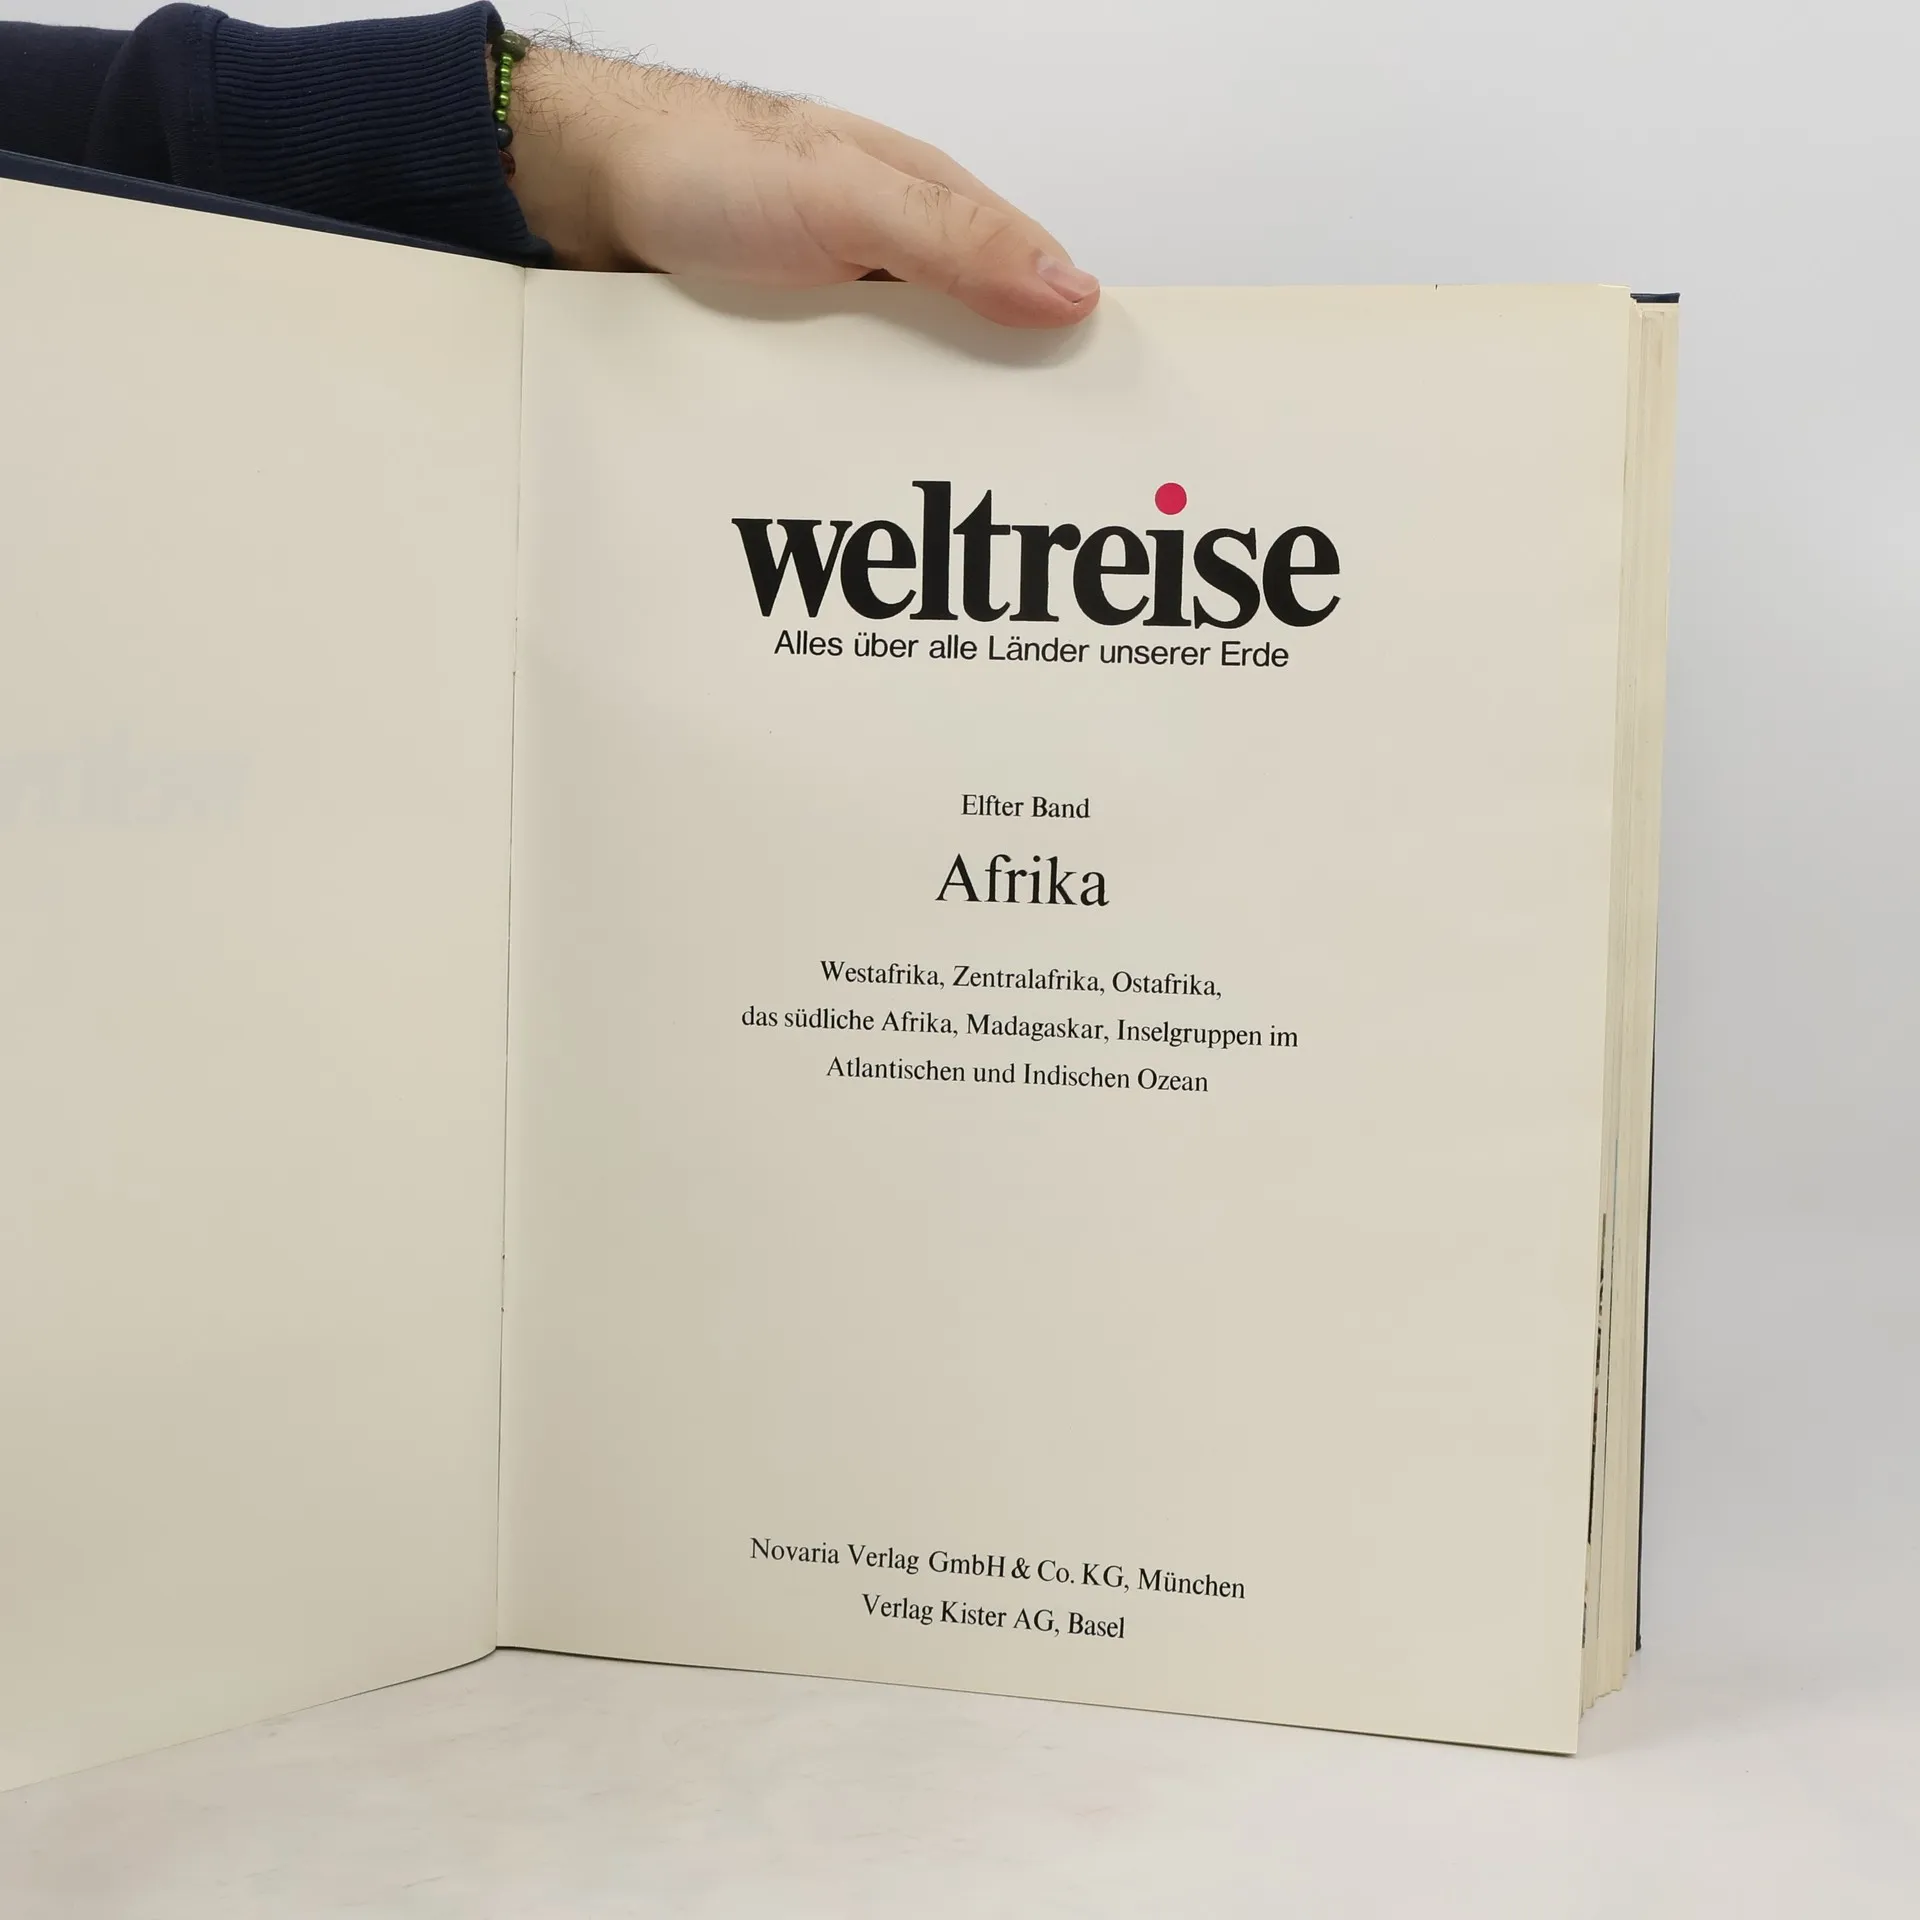 weltreise
Alles über alle Länder unserer Erde
Elfter Band
Afrika
Westafrika, Zentralafrika, Ostafrika,
das südliche Afrika, Madagaskar, Inselgruppen im
Atlantischen und Indischen Ozean
Novaria Verlag GmbH & Co. KG, München
Verlag Kister AG, Basel